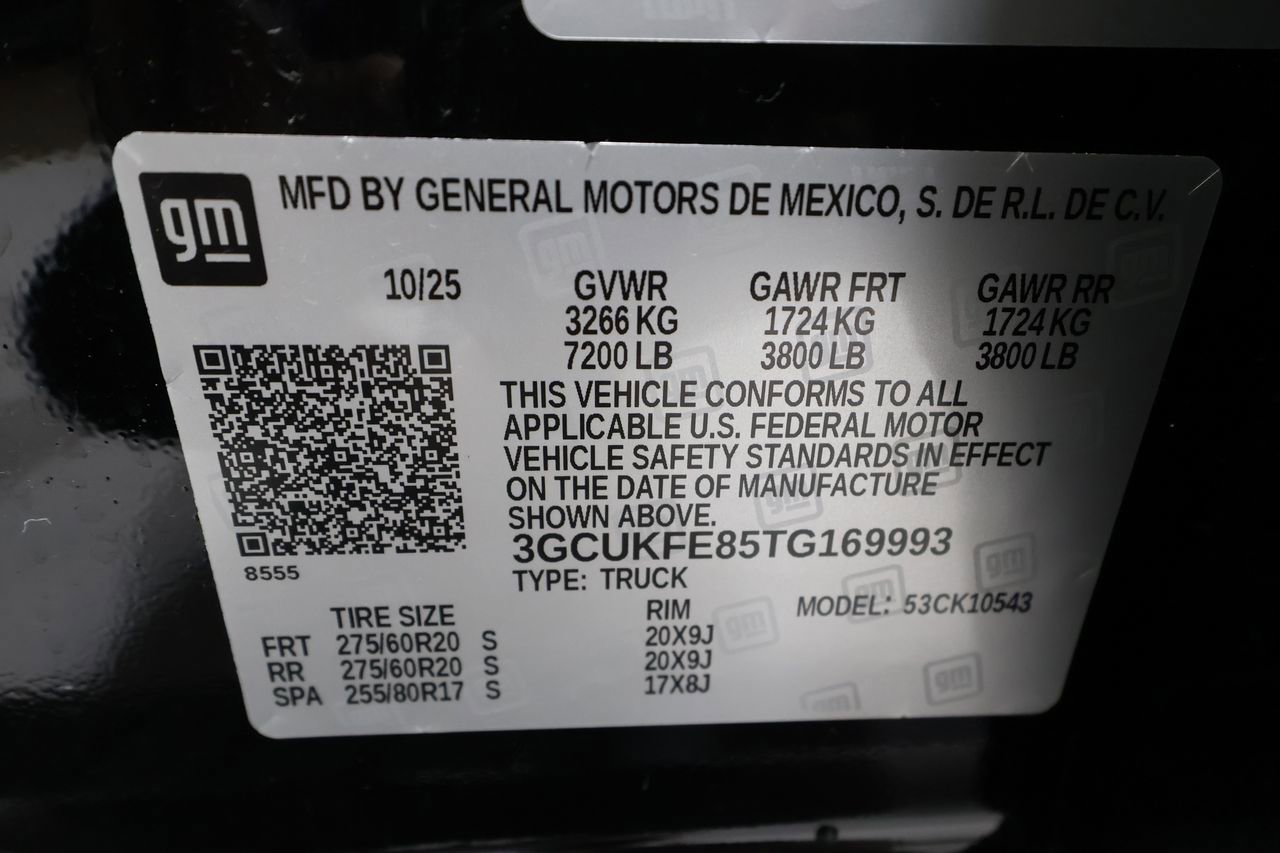 gm
MFD BY GENERAL MOTORS DE MEXICO, S. DE R.L. DE C.V.
10/25 GVWR GAWR FRT GAWR RR
3266 KG 1724 KG 1724 KG
7200 LB 3800 LB 3800 LB
THIS VEHICLE CONFORMS TO ALL
APPLICABLE U.S. FEDERAL MOTOR
VEHICLE SAFETY STANDARDS IN EFFECT
ON THE DATE OF MANUFACTURE
SHOWN ABOVE.
3GCUKFE85TG169993
8555
TYPE: TRUCK
TIRE SIZE RIM MODEL: 53CK10543
FRT 275/60R20 S 20X9J
RR 275/60R20 S 20X9J
SPA 255/80R17 S 17X8J